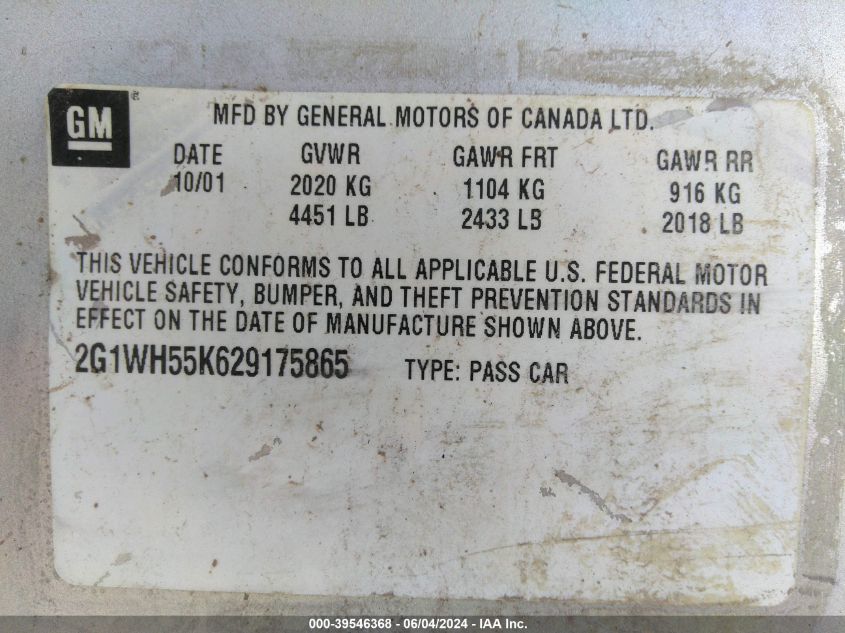 GM
MFD BY GENERAL MOTORS OF CANADA LTD.
DATE GVWR GAWR FRT GAWR RR
10/01 2020 KG 1104 KG 916 KG
4451 LB 2433 LB 2018 LB
THIS VEHICLE CONFORMS TO ALL APPLICABLE U.S. FEDERAL MOTOR
VEHICLE SAFETY, BUMPER, AND THEFT PREVENTION STANDARDS IN
EFFECT ON THE DATE OF MANUFACTURE SHOWN ABOVE.
2G1WH55K629175865 TYPE: PASS CAR
000-39546368 - 06/04/2024 - IAA Inc.